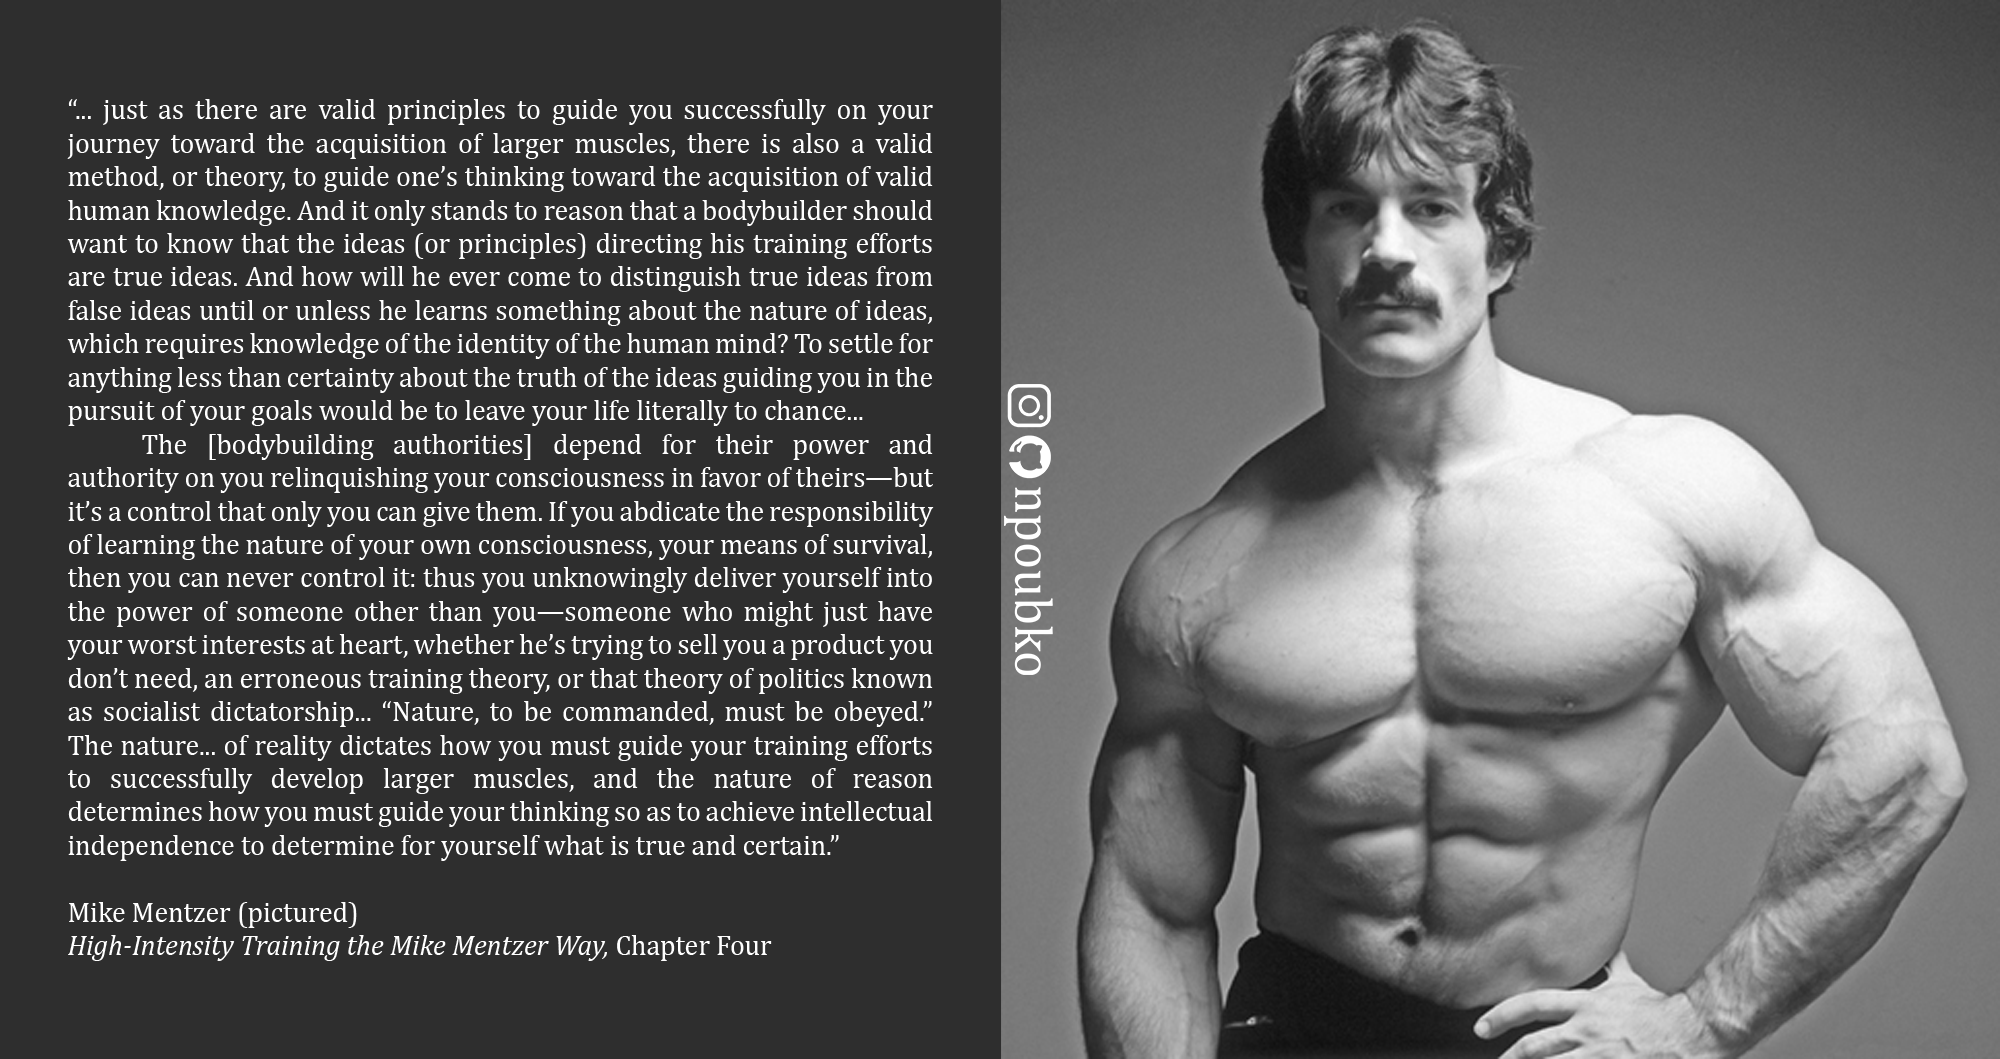 “... just as there are valid principles to guide you successfully on your
journey toward the acquisition of larger muscles, there is also a valid
method, or theory, to guide one’s thinking toward the acquisition of valid
human knowledge. And it only stands to reason that a bodybuilder should
want to know that the ideas (or principles) directing his training efforts
are true ideas. And how will he ever come to distinguish true ideas from
false ideas until or unless he learns something about the nature of ideas,
which requires knowledge of the identity of the human mind? To settle for
anything less than certainty about the truth of the ideas guiding you in the
pursuit of your goals would be to leave your life literally to chance...
The [bodybuilding authorities] depend for their power and
authority on you relinquishing your consciousness in favor of theirs—but
it’s a control that only you can give them. If you abdicate the responsibility
of learning the nature of your own consciousness, your means of survival,
then you can never control it: thus you unknowingly deliver yourself into
the power of someone other than you—someone who might just have
your worst interests at heart, whether he’s trying to sell you a product you
don’t need, an erroneous training theory, or that theory of politics known
as socialist dictatorship... “Nature, to be commanded, must be obeyed.”
The nature... of reality dictates how you must guide your training efforts
to successfully develop larger muscles, and the nature of reason
determines how you must guide your thinking so as to achieve intellectual
independence to determine for yourself what is true and certain.”
Mike Mentzer (pictured)
High-Intensity Training the Mike Mentzer Way, Chapter Four
npoubko